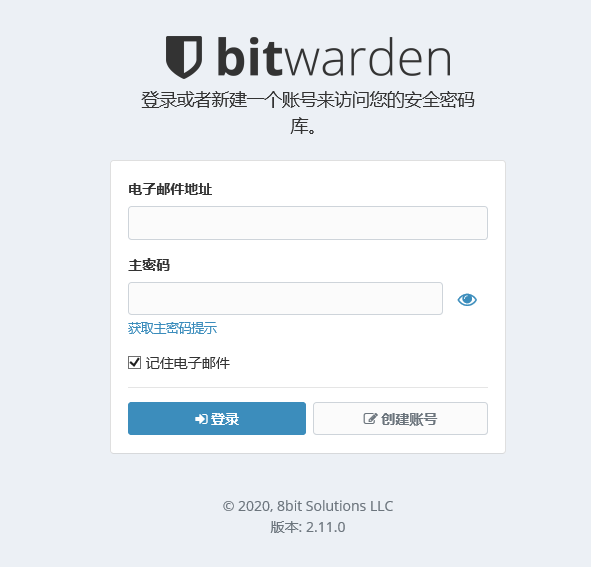 bitwarden
登录或者新建一个账号来访问您的安全密码
库。
电子邮件地址
主密码
获取主密码提示
记住电子邮件
登录 创建账号
© 2020, 8bit Solutions LLC
版本: 2.11.0